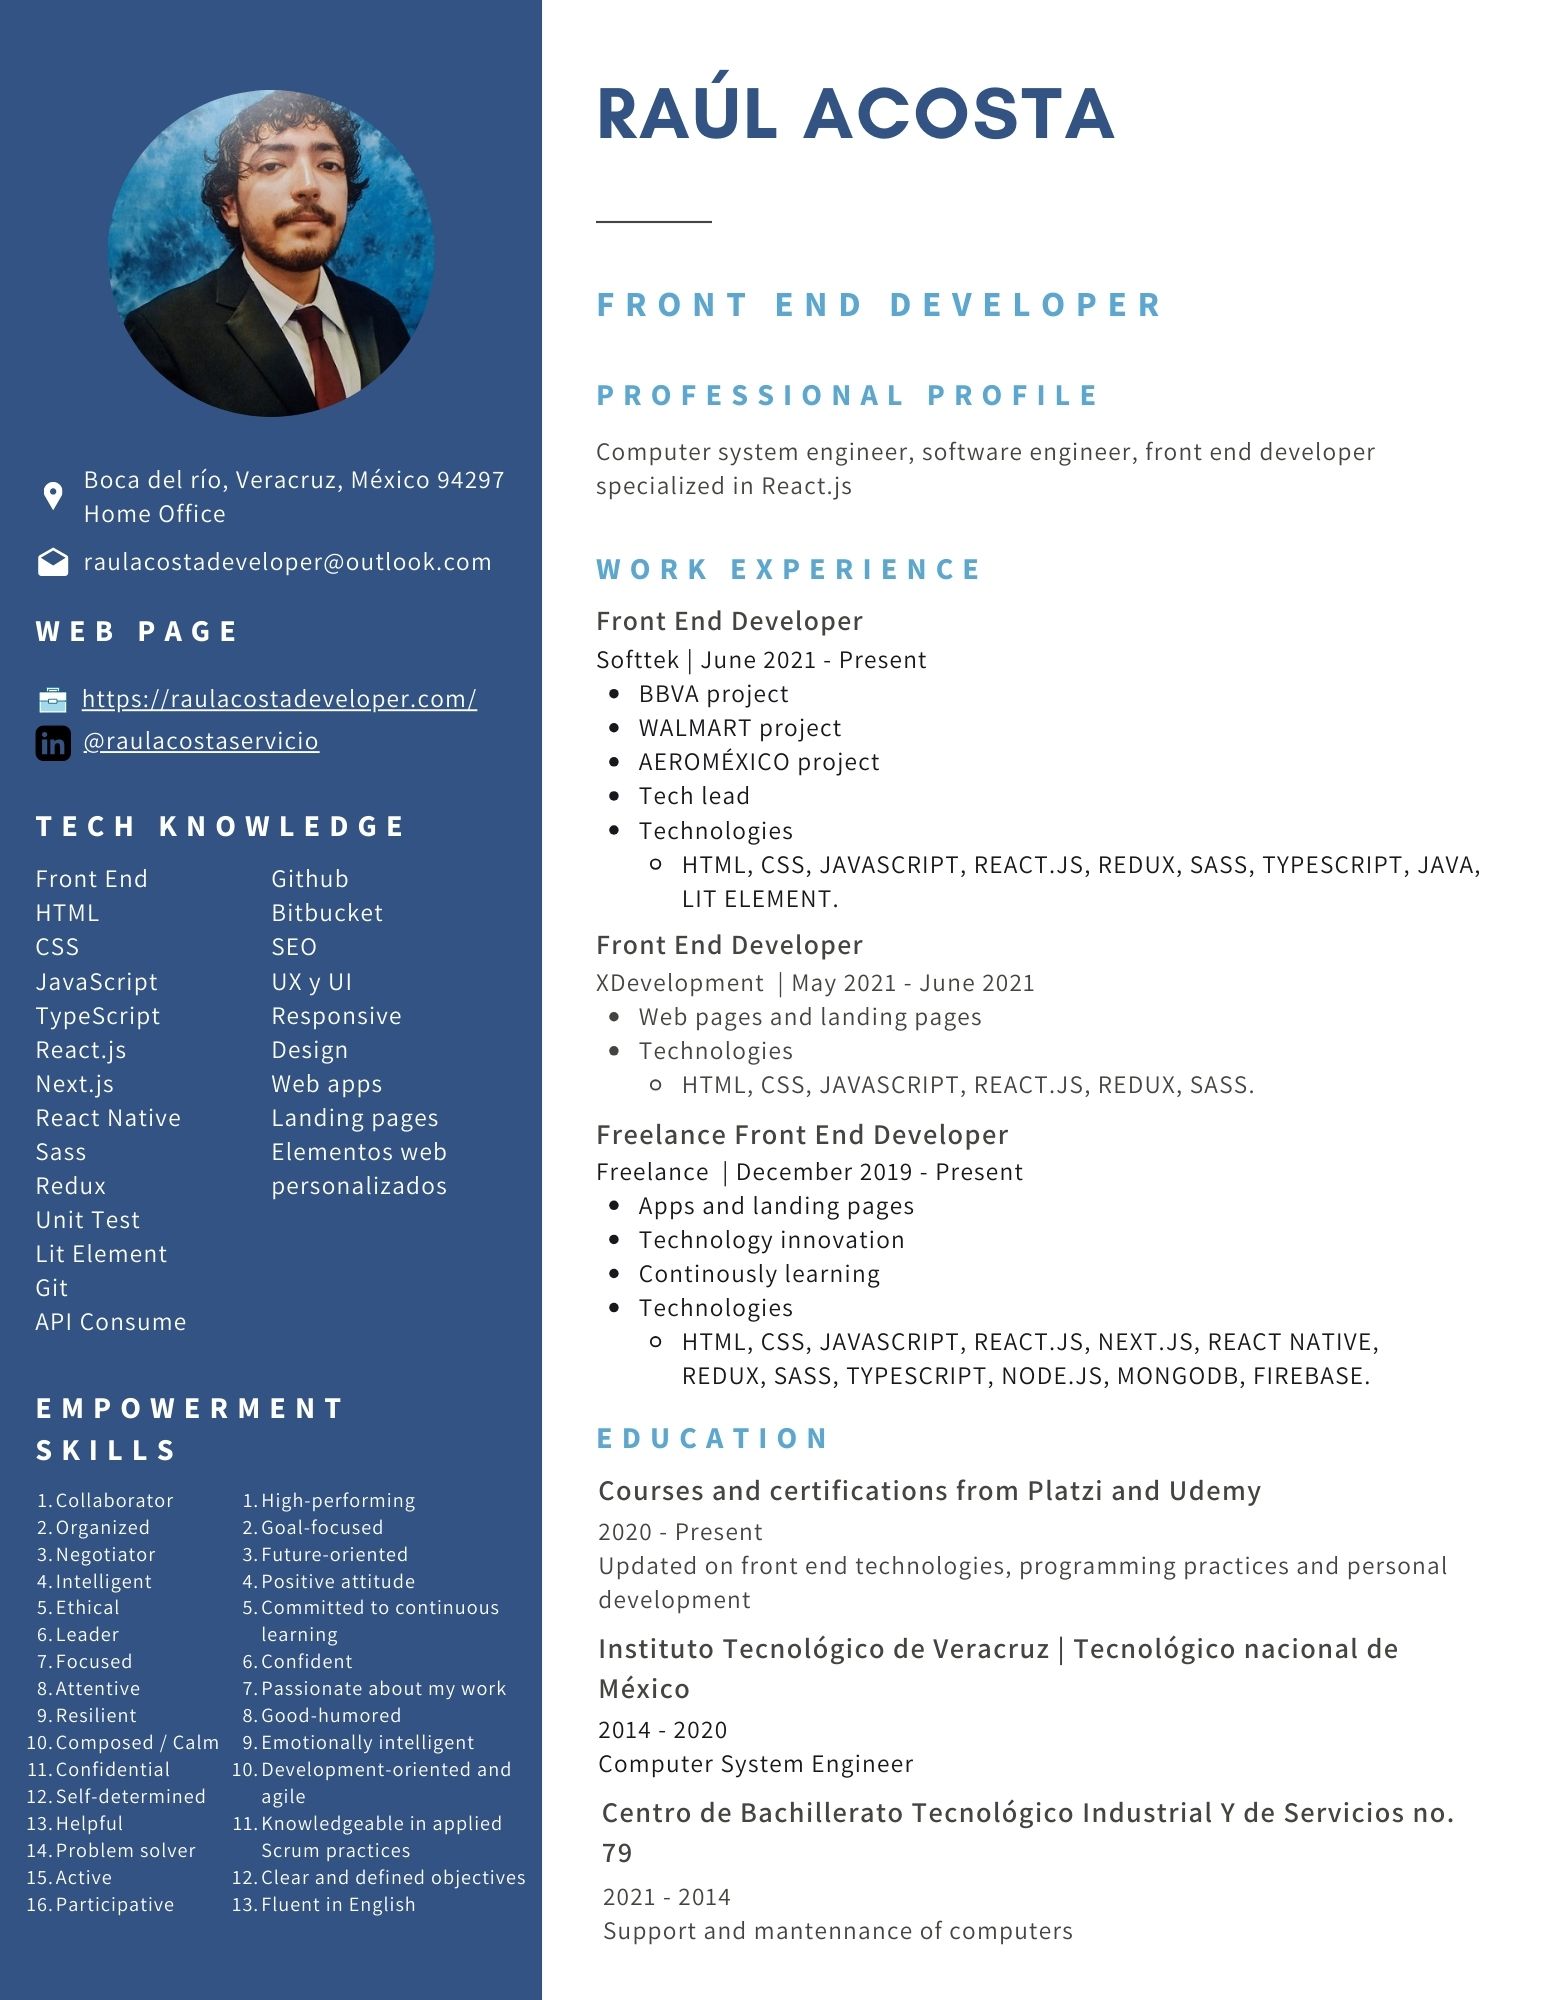 RAÚL ACOSTA
FRONT END DEVELOPER
PROFESSIONAL PROFILE
Computer system engineer, software engineer, front end developer
specialized in React.js
WORK EXPERIENCE
Front End Developer
Softtek | June 2021 - Present
BBVA project
WALMART project
AEROMÉXICO project
Tech lead
Technologies
HTML, CSS, JAVASCRIPT, REACT.JS, REDUX, SASS, TYPESCRIPT, JAVA,
LIT ELEMENT.
Front End Developer
XDevelopment | May 2021 - June 2021
Web pages and landing pages
Technologies
HTML, CSS, JAVASCRIPT, REACT.JS, REDUX, SASS.
Freelance Front End Developer
Freelance | December 2019 - Present
Apps and landing pages
Technology innovation
Continously learning
Technologies
HTML, CSS, JAVASCRIPT, REACT.JS, NEXT.JS, REACT NATIVE,
REDUX, SASS, TYPESCRIPT, NODE.JS, MONGODB, FIREBASE.
EDUCATION
Courses and certifications from Platzi and Udemy
2020 - Present
Updated on front end technologies, programming practices and personal
development
Instituto Tecnológico de Veracruz | Tecnológico nacional de
México
2014 - 2020
Computer System Engineer
Centro de Bachillerato Tecnológico Industrial Y de Servicios no.
79
2021 - 2014
Support and mantennance of computers
Boca del río, Veracruz, México 94297
Home Office
raulacostadeveloper@outlook.com
WEB PAGE
https://raulacostadeveloper.com/
in
@raulacostaservicio
TECH KNOWLEDGE
Front End
HTML
CSS
JavaScript
TypeScript
React.js
Next.js
React Native
Sass
Redux
Unit Test
Lit Element
Git
API Consume
Github
Bitbucket
SEO
UX y UI
Responsive
Design
Web apps
Landing pages
Elementos web
personalizados
EMPOWERMENT
SKILLS
1. Collaborator
2. Organized
3. Negotiator
4. Intelligent
5. Ethical
6. Leader
7. Focused
8. Attentive
9. Resilient
10. Composed / Calm
11. Confidential
12. Self-determined
13. Helpful
14. Problem solver
15. Active
16. Participative
1. High-performing
2. Goal-focused
3. Future-oriented
4. Positive attitude
5. Committed to continuous
learning
6. Confident
7. Passionate about my work
8. Good-humored
9. Emotionally intelligent
10. Development-oriented and
agile
11. Knowledgeable in applied
Scrum practices
12. Clear and defined objectives
13. Fluent in English